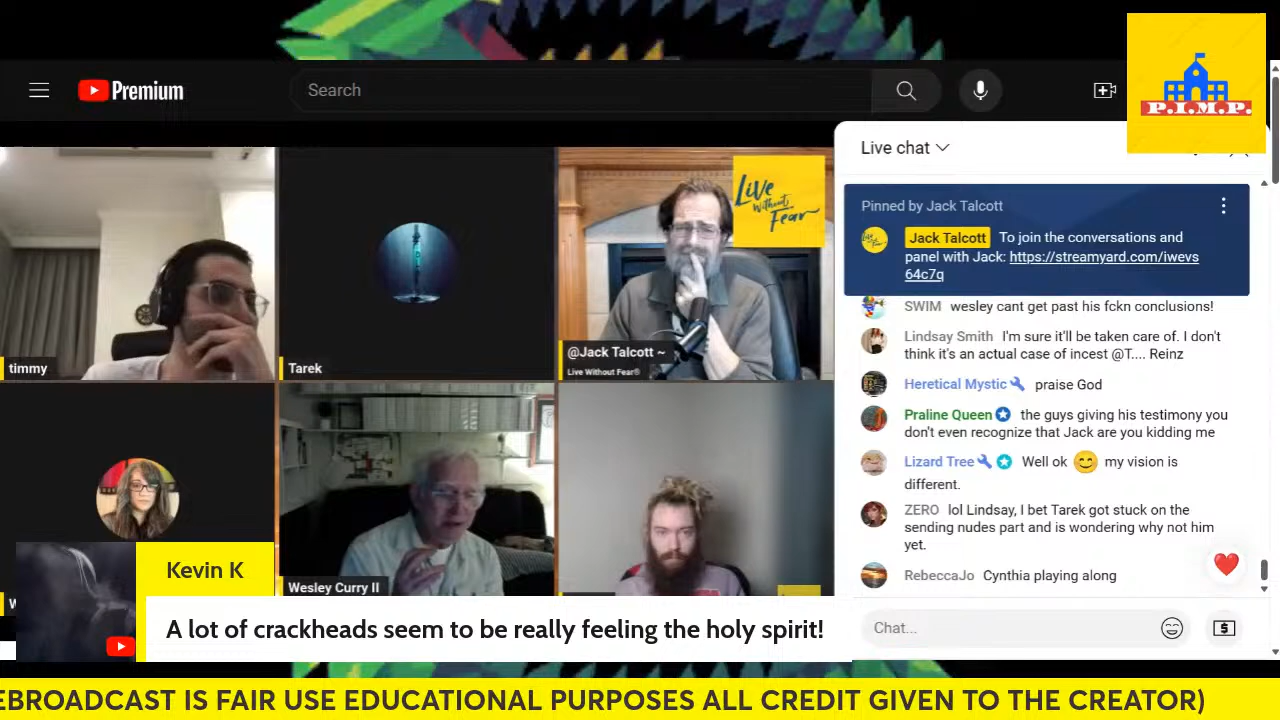 Premium
Search
P.I.M.P.
Live chat
Pinned by Jack Talcott
Jack Talcott To join the conversations and
panel with Jack: https://streamyard.com/iwevs
64c7q
SWIM wesley cant get past his fckn conclusions!
Lindsay Smith I'm sure it'll be taken care of. I don't
think it's an actual case of incest @T.... Reinz
Heretical Mystic praise God
Praline Queen the guys giving his testimony you
don't even recognize that Jack are you kidding me
Lizard Tree Well ok 😊 my vision is
different.
ZERO lol Lindsay, I bet Tarek got stuck on the
sending nudes part and is wondering why not him
yet.
RebeccaJo Cynthia playing along
Chat...
timmy
Tarek
Live
Without
Fear
@Jack Talcott ~
Live Without Fear®
W
Wesley Curry II
Kevin K
A lot of crackheads seem to be really feeling the holy spirit!
EBROADCAST IS FAIR USE EDUCATIONAL PURPOSES ALL CREDIT GIVEN TO THE CREATOR)